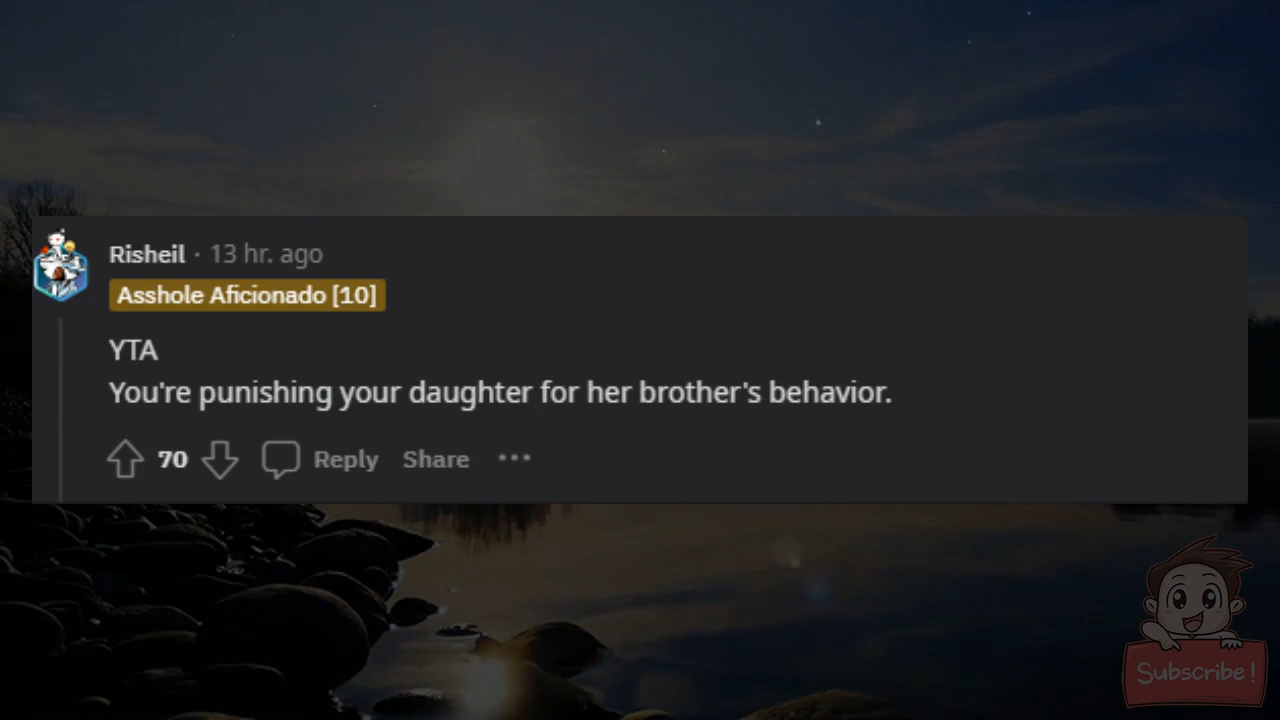 Risheil · 13 hr. ago
Asshole Aficionado [10]
YTA
You're punishing your daughter for her brother's behavior.
70 Reply Share ···
Subscribe!